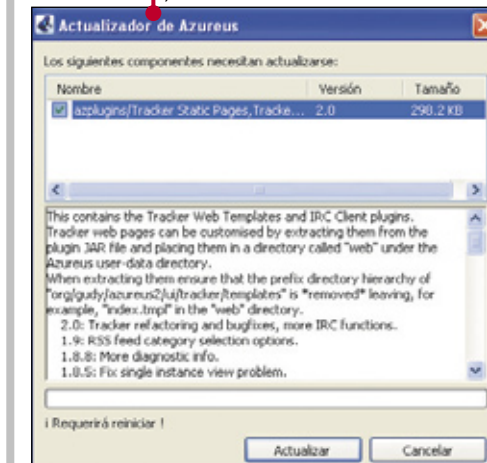 Actualizador de Azureus
Los siguientes componentes necesitan actualizarse:
Nombre Versión Tamaño
azplugins/Tracker Static Pages,Tracke... 2.0 298.2 KB
This contains the Tracker Web Templates and IRC Client plugins.
Tracker web pages can be customised by extracting them from the
plugin JAR file and placing them in a directory called "web" under the
Azureus user-data directory.
When extracting them ensure that the prefix directory hierarchy of
"org/gudy/azureus2/ui/tracker/templates" is *removed* leaving, for
example, "index.tmpl" in the "web" directory.
2.0: Tracker refactoring and bugfixes, more IRC functions.
1.9: RSS feed category selection options.
1.8.8: More diagnostic info.
1.8.5: Fix single instance view problem.
¡ Requerirá reiniciar !
Actualizar Cancelar